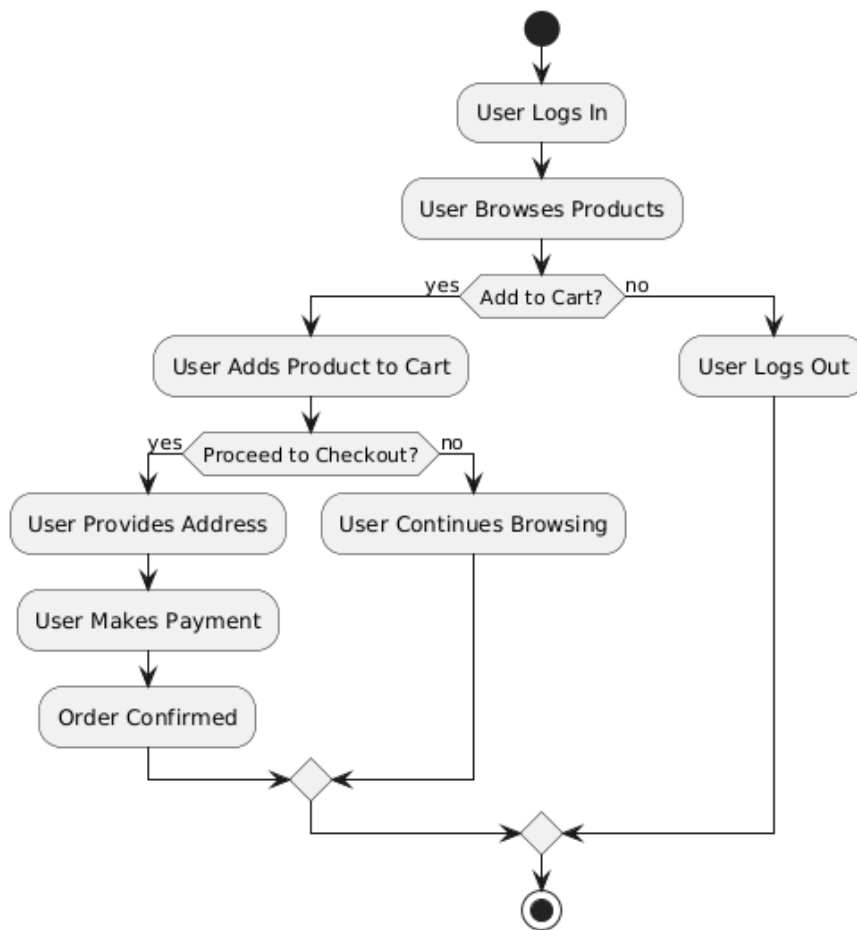 User Logs In
User Browses Products
yes
Add to Cart?
no
User Adds Product to Cart
User Logs Out
yes
Proceed to Checkout?
no
User Provides Address
User Continues Browsing
User Makes Payment
Order Confirmed